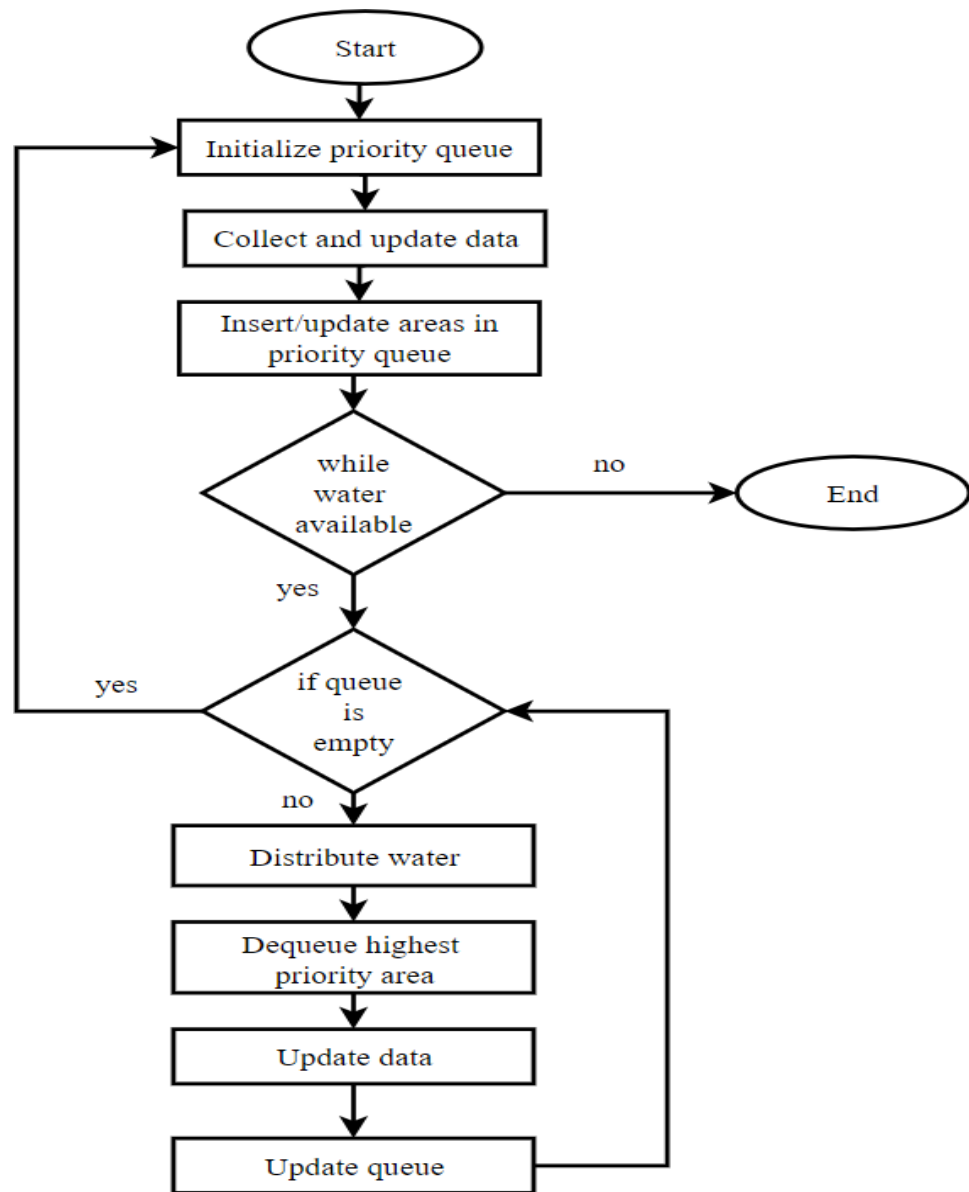 Start
Initialize priority queue
Collect and update data
Insert/update areas in
priority queue
while
water
available
no
End
yes
if queue
is
empty
yes
no
Distribute water
Dequeue highest
priority area
Update data
Update queue